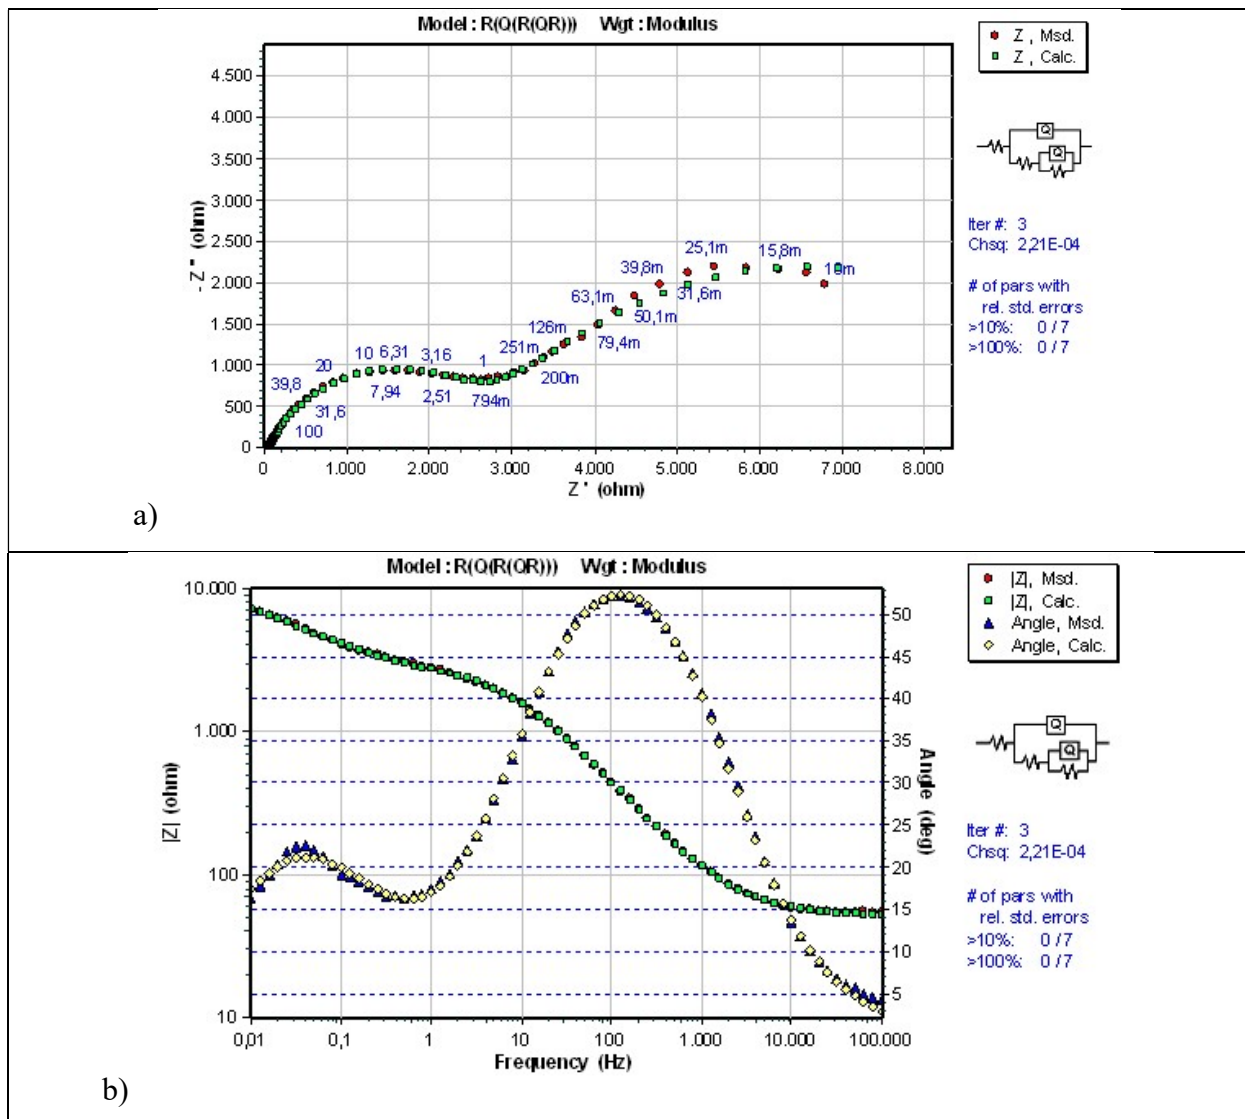 Model : R(Q(R(QR))) Wgt : Modulus
Z , Msd.
Z , Calc.
4.500
4.000
3.500
3.000
2.500
2.000
1.500
1.000
500
0
- Z '' (ohm)
25,1m
15,8m
39,8m
10m
31,6m
63,1m
50,1m
126m
79,4m
10 6,31 3,16 1 251m
20
200m
39,8
7,94 2,51 794m
31,6
100
0 1.000 2.000 3.000 4.000 5.000 6.000 7.000 8.000
Z ' (ohm)
Q
Q
Iter #: 3
Chsq: 2,21E-04
# of pars with
rel. std. errors
>10%: 0 / 7
>100%: 0 / 7
a)
Model : R(Q(R(QR))) Wgt : Modulus
|Z|, Msd.
|Z|, Calc.
Angle, Msd.
Angle, Calc.
10.000
1.000
100
10
|Z| (ohm)
50
45
40
35
30
25
20
15
10
5
Angle (deg)
0,01 0,1 1 10 100 1.000 10.000 100.000
Frequency (Hz)
Q
Q
Iter #: 3
Chsq: 2,21E-04
# of pars with
rel. std. errors
>10%: 0 / 7
>100%: 0 / 7
b)